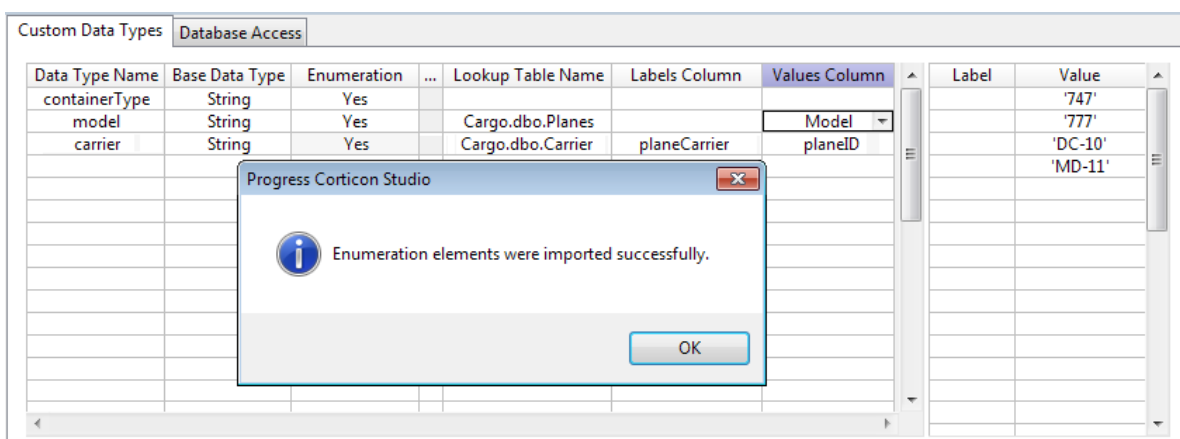 Custom Data Types Database Access
Data Type Name Base Data Type Enumeration ... Lookup Table Name Labels Column Values Column Label Value
containerType String Yes '747'
model String Yes Cargo.dbo.Planes Model '777'
carrier String Yes Cargo.dbo.Carrier planeCarrier planeID 'DC-10'
'MD-11'
Progress Corticon Studio
Enumeration elements were imported successfully.
OK